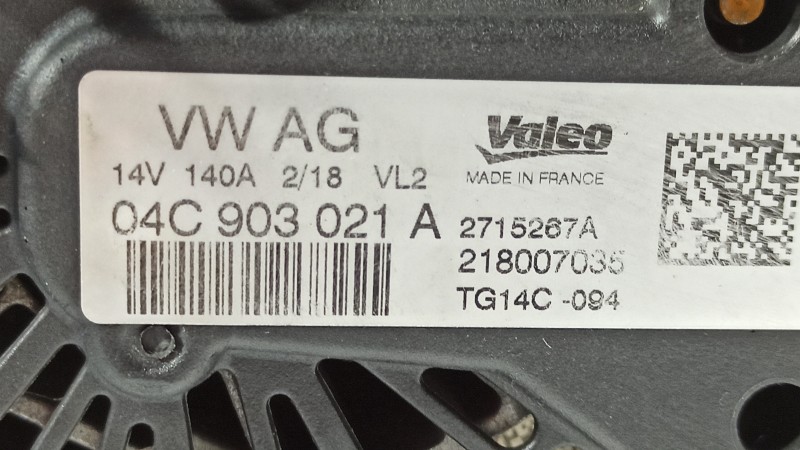 VW AG
14V 140A 2/18 VL2
04C 903 021 A
Valeo
MADE IN FRANCE
2715267A
218007035
TG14C -094